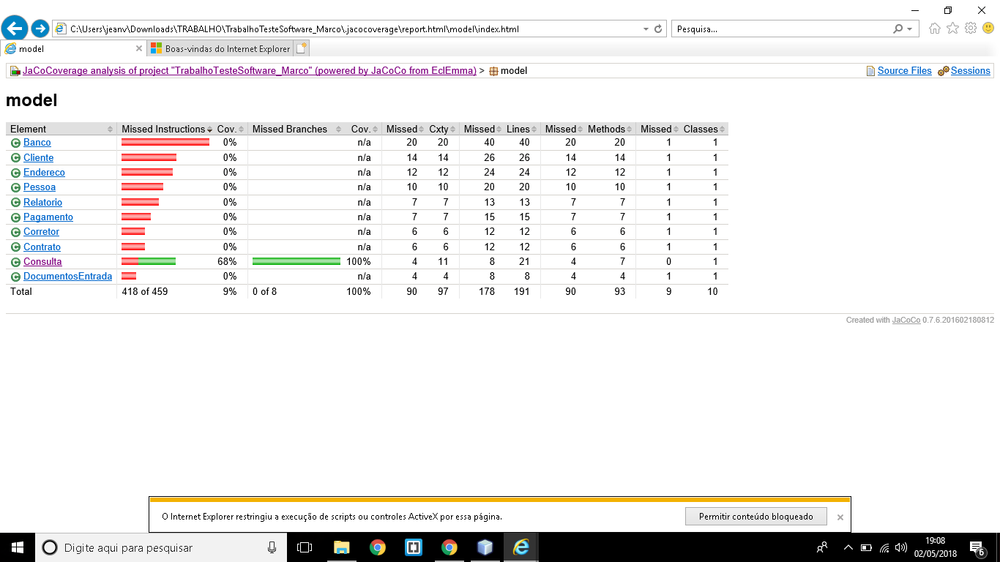 C:\Users\jeanv\Downloads\TRABALHO\TrabalhoTesteSoftware_Marco\.jacocoverage\report.html\model\index.html
Pesquisa...
model
Boas-vindas do Internet Explorer
JaCoCoverage analysis of project "TrabalhoTesteSoftware_Marco" (powered by JaCoCo from EclEmma) > model
Source Files Sessions
model
Element Missed Instructions Cov. Missed Branches Cov. Missed Cxty Missed Lines Missed Methods Missed Classes
Banco 0% n/a 20 20 40 40 20 20 1 1
Cliente 0% n/a 14 14 26 26 14 14 1 1
Endereco 0% n/a 12 12 24 24 12 12 1 1
Pessoa 0% n/a 10 10 20 20 10 10 1 1
Relatorio 0% n/a 7 7 13 13 7 7 1 1
Pagamento 0% n/a 7 7 15 15 7 7 1 1
Corretor 0% n/a 6 6 12 12 6 6 1 1
Contrato 0% n/a 6 6 12 12 6 6 1 1
Consulta 68% 100% 4 11 8 21 4 7 0 1
DocumentosEntrada 0% n/a 4 4 8 8 4 4 1 1
Total 418 of 459 9% 0 of 8 100% 90 97 178 191 90 93 9 10
Created with JaCoCo 0.7.6.201602180812
O Internet Explorer restringiu a execução de scripts ou controles ActiveX por essa página.
Permitir conteúdo bloqueado
Digite aqui para pesquisar
19:08
02/05/2018
6